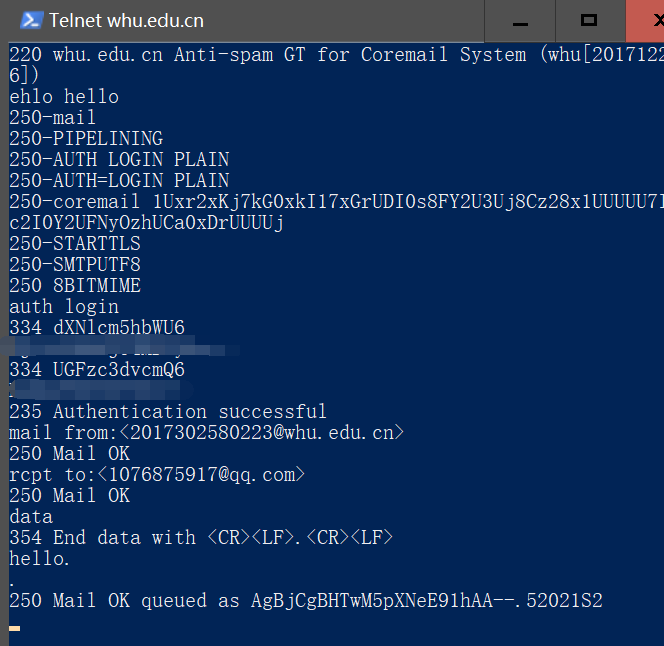 Telnet whu.edu.cn
220 whu.edu.cn Anti-spam GT for Coremail System (whu[2017122
6])
ehlo hello
250-mail
250-PIPELINING
250-AUTH LOGIN PLAIN
250-AUTH=LOGIN PLAIN
250-coremail
250-STARTTLS
250-SMTPUTF8
250 8BITMIME
auth login
334 dXNlcm5hbWU6
334 UGFzc3dvcmQ6
235 Authentication successful
mail from:<2017302580223@whu.edu.cn>
250 Mail OK
rcpt to:<1076875917@qq.com>
250 Mail OK
data
354 End data with <CR><LF>.<CR><LF>
hello.
.
250 Mail OK queued as AgBjCgBHTwM5pXNeE91hAA--.52021S2